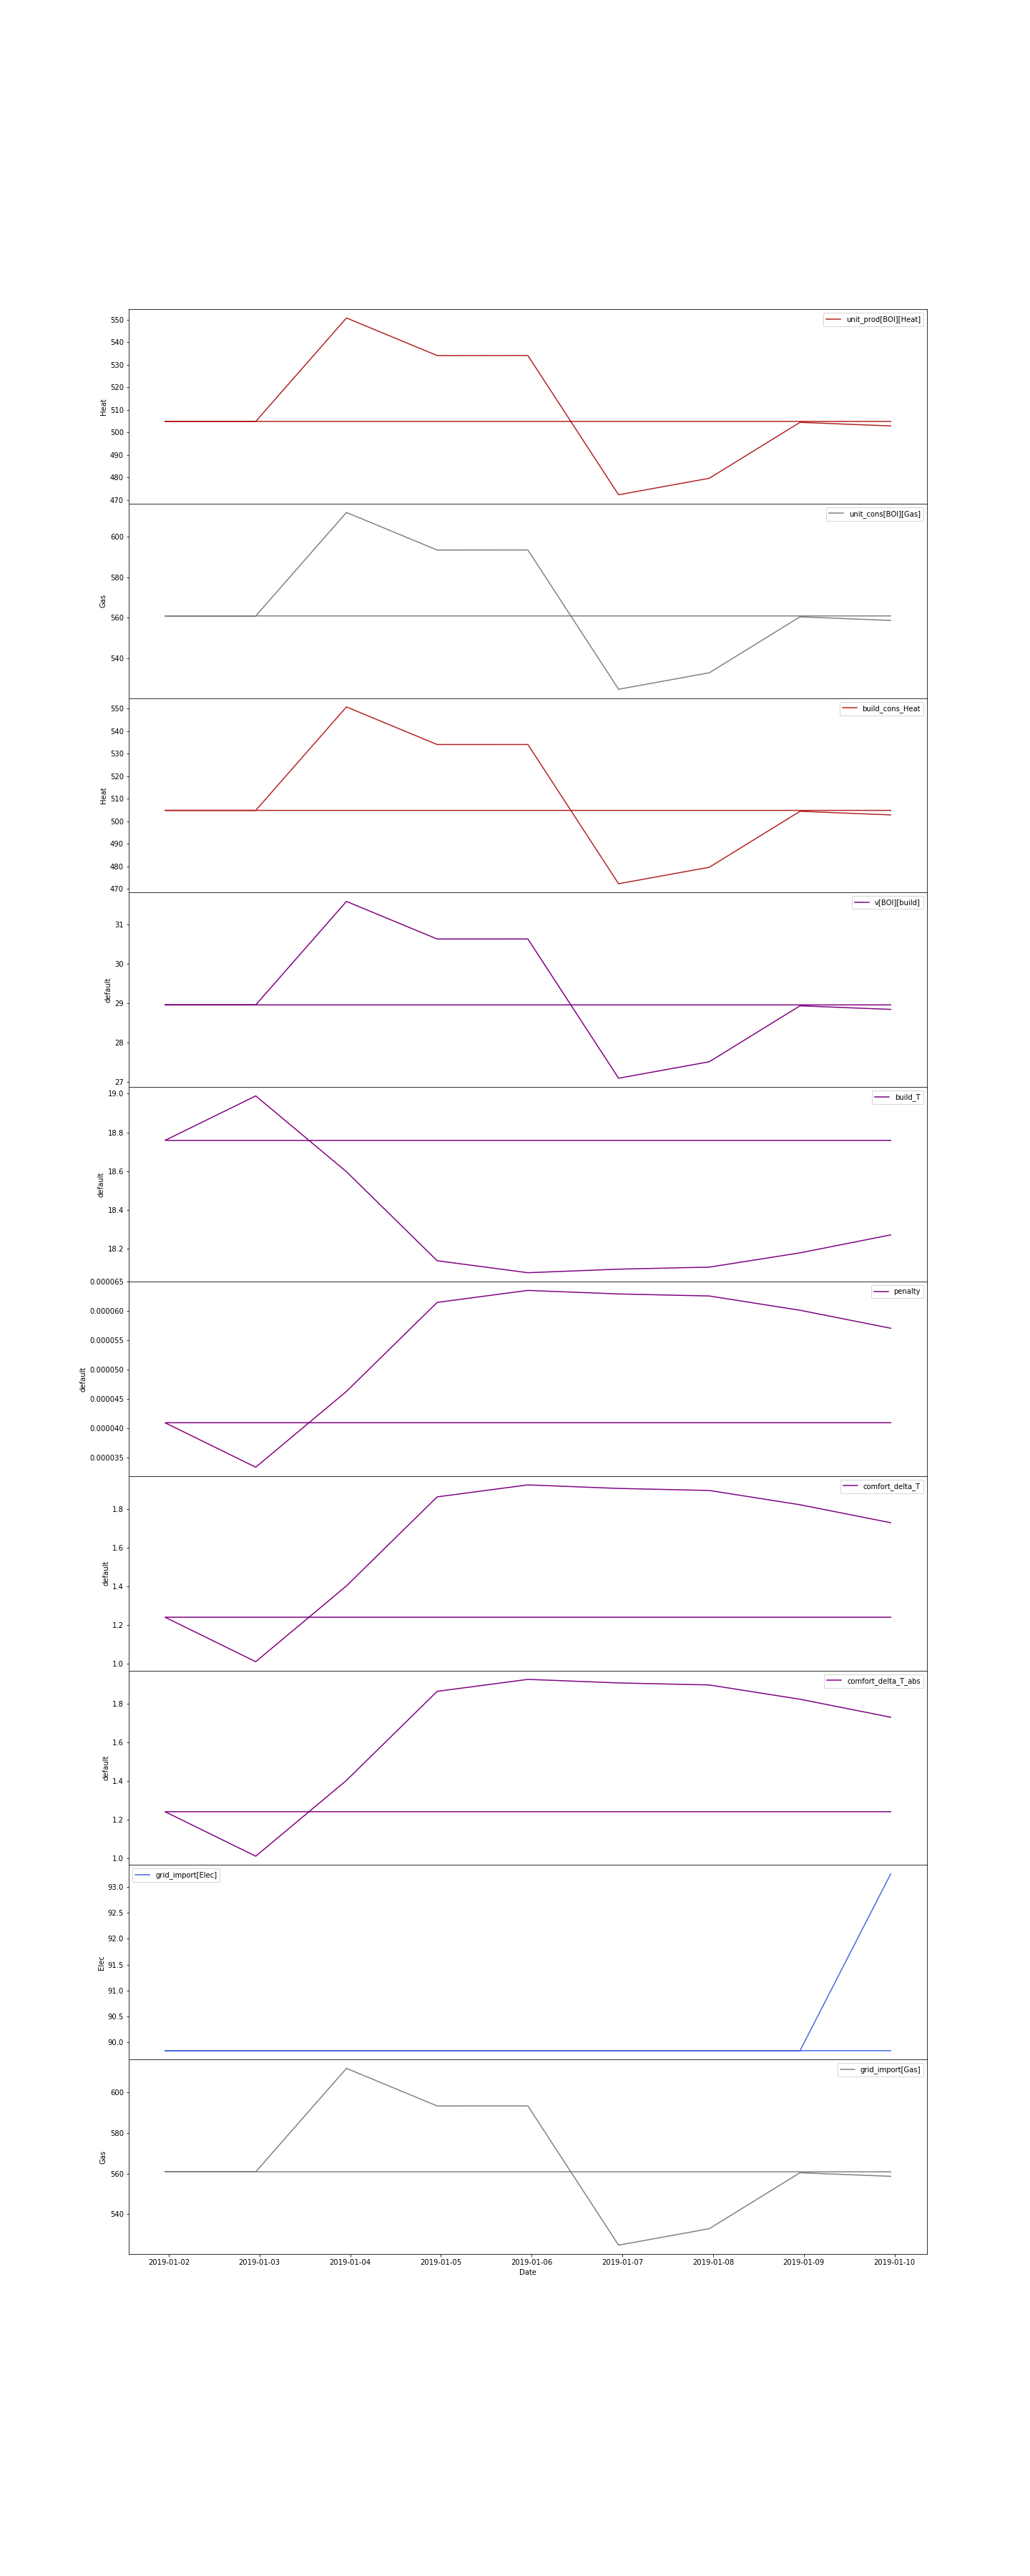 unit_prod[BOI][Heat]
550
540
530
520
510
500
490
480
470
Heat
unit_cons[BOI][Gas]
600
580
560
540
Gas
build_cons_Heat
550
540
530
520
510
500
490
480
470
Heat
v[BOI][build]
31
30
29
28
27
default
build_T
19.0
18.8
18.6
18.4
18.2
default
penalty
0.000065
0.000060
0.000055
0.000050
0.000045
0.000040
0.000035
default
comfort_delta_T
1.8
1.6
1.4
1.2
1.0
default
comfort_delta_T_abs
1.8
1.6
1.4
1.2
1.0
default
grid_import[Elec]
93.0
92.5
92.0
91.5
91.0
90.5
90.0
Elec
grid_import[Gas]
600
580
560
540
Gas
2019-01-02 2019-01-03 2019-01-04 2019-01-05 2019-01-06 2019-01-07 2019-01-08 2019-01-09 2019-01-10
Date